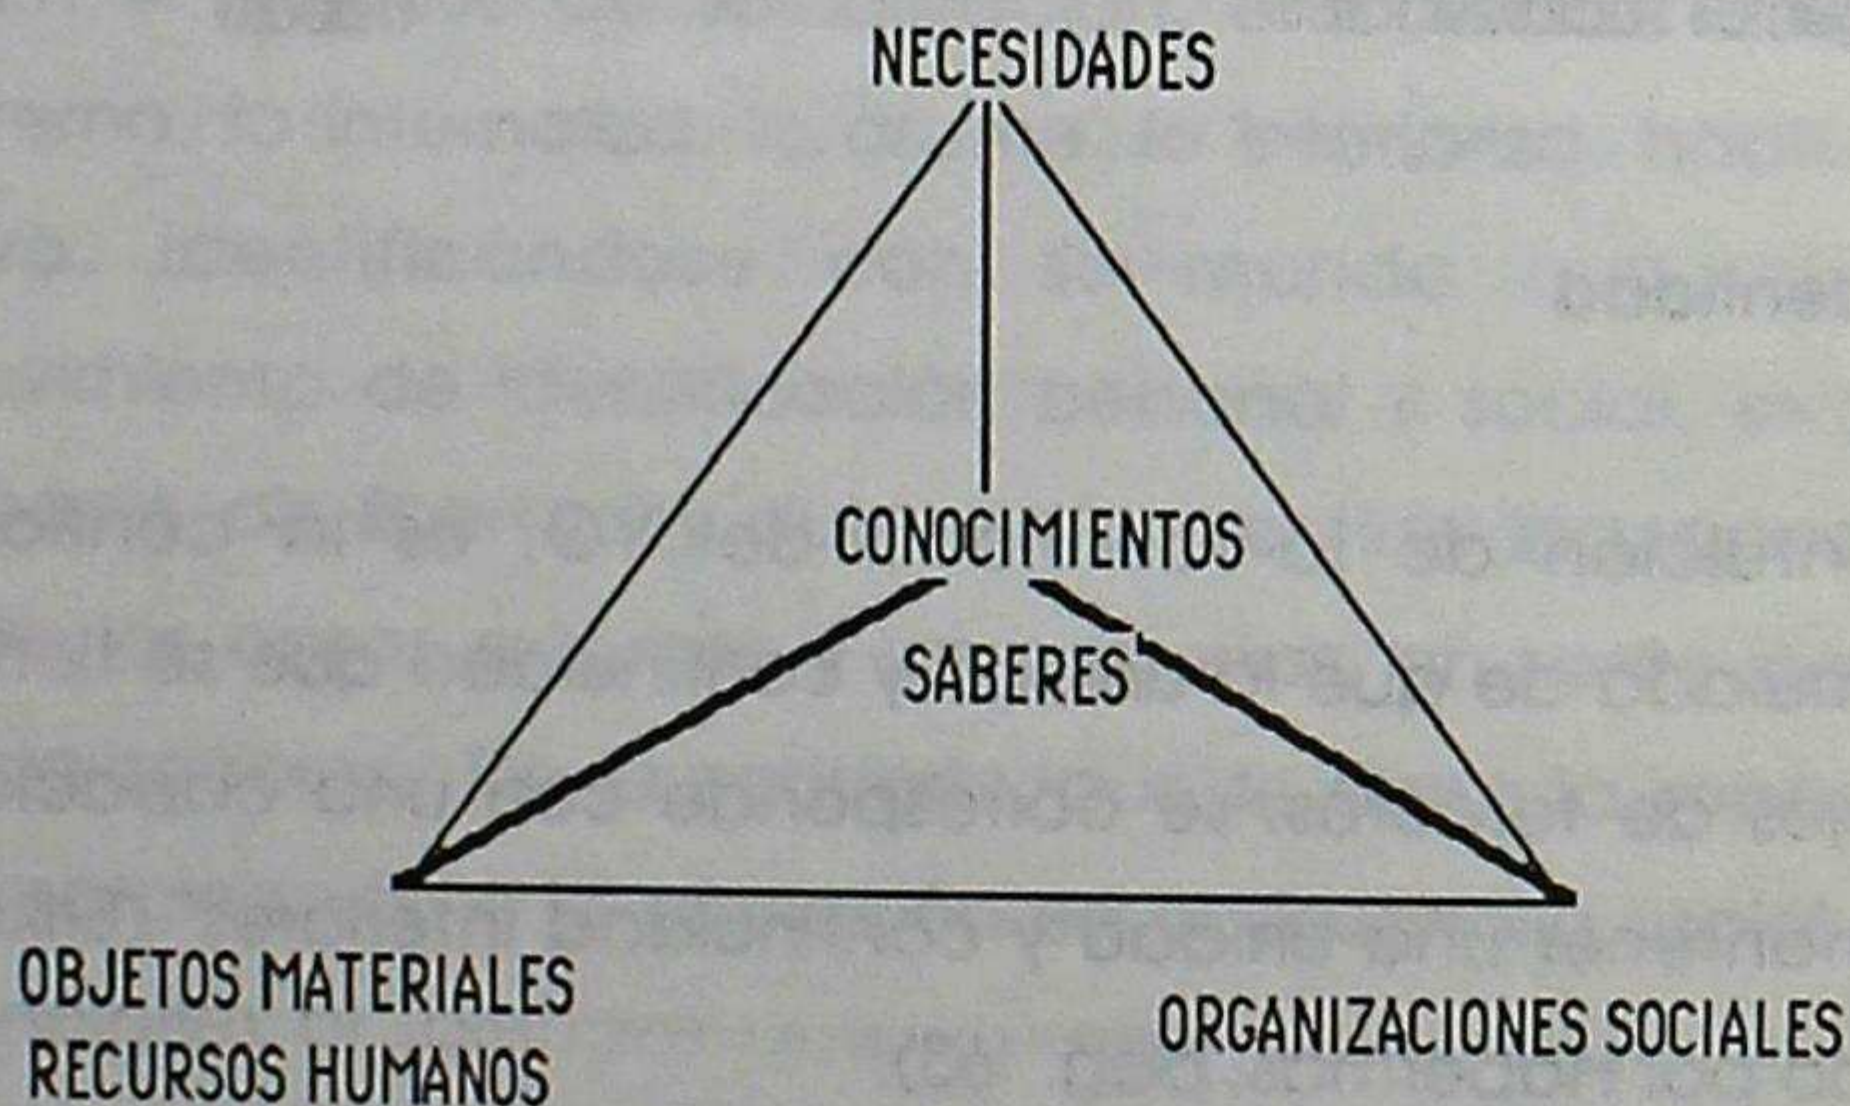 NECESIDADES
CONOCIMIENTOS
SABERES
OBJETOS MATERIALES
RECURSOS HUMANOS
ORGANIZACIONES SOCIALES